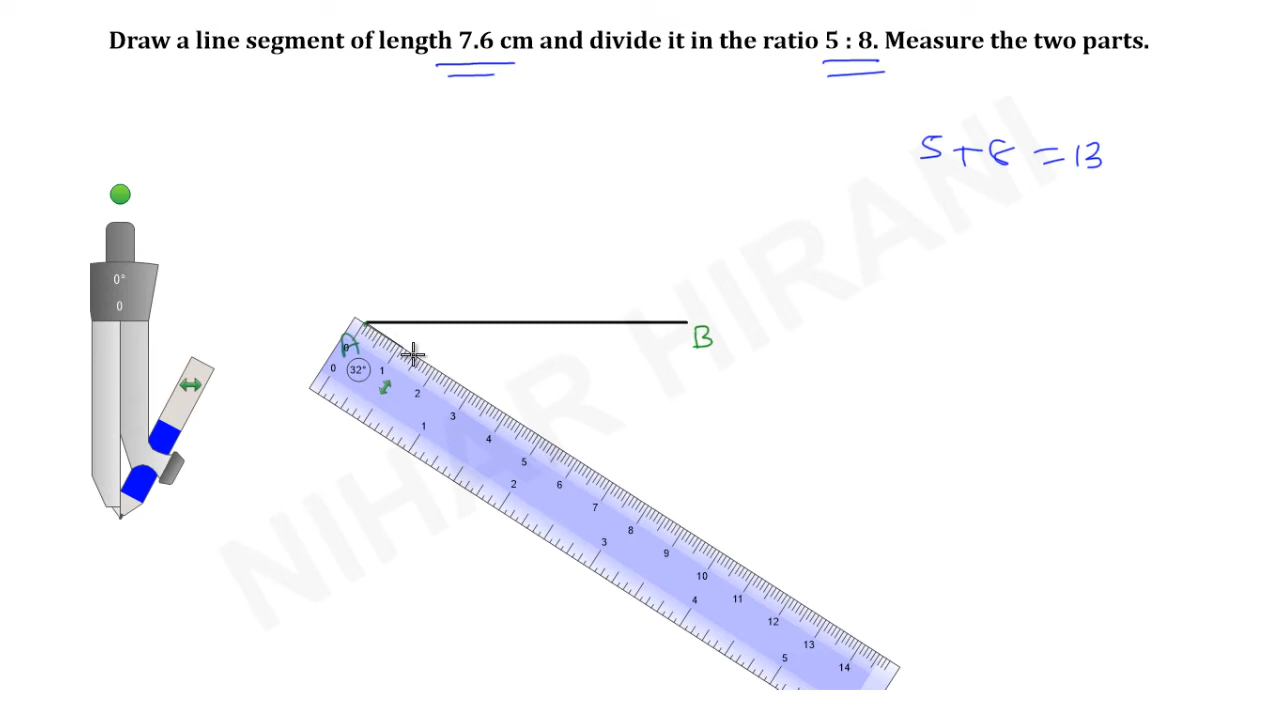 Draw a line segment of length 7.6 cm and divide it in the ratio 5 : 8. Measure the two parts.
5+8 = 13
0°
0
A
B
0
0 32° 1 2 3 4 5 6 7 8 9 10 11 12 13 14
1 2 3 4 5
NIHAR HIRANI